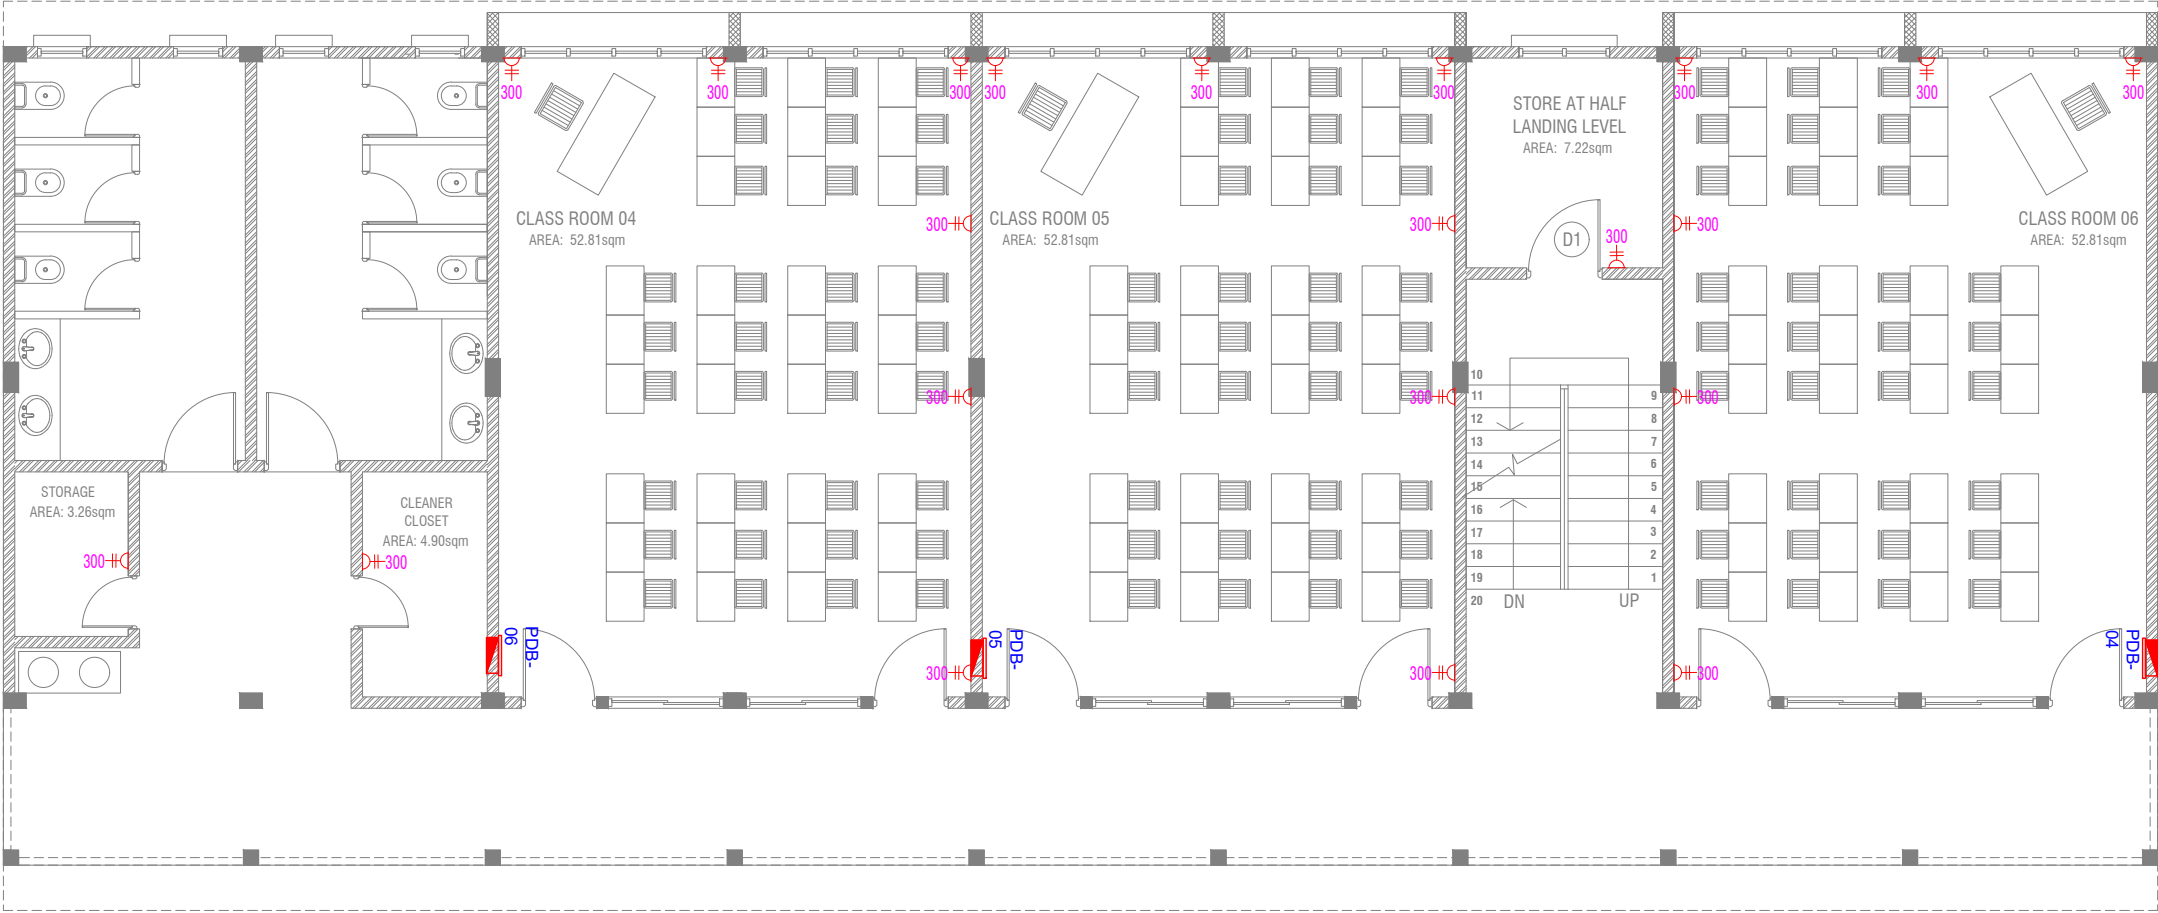 300
300
300
300
300
300
300
300
300
STORE AT HALF
LANDING LEVEL
AREA: 7.22sqm
CLASS ROOM 04
AREA: 52.81sqm
300
CLASS ROOM 05
AREA: 52.81sqm
300
D1
300
300
CLASS ROOM 06
AREA: 52.81sqm
300
300
300
10
11
12
13
14
15
16
17
18
19
20
9
8
7
6
5
4
3
2
1
DN
UP
STORAGE
AREA: 3.26sqm
CLEANER
CLOSET
AREA: 4.90sqm
300
300
PDB-
06
PDB-
05
PDB-
04
300
300
300